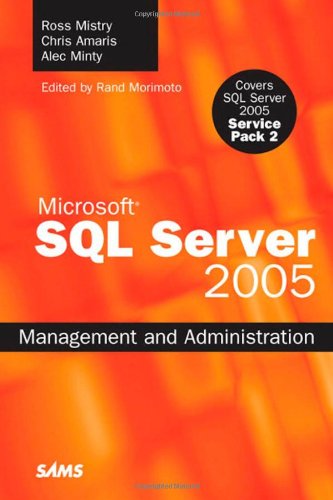 Ross Mistry
Chris Amaris
Alec Minty
Edited by Rand Morimoto
Covers
SQL Server
2005
Service
Pack 2
Microsoft®
SQL Server
2005
Management and Administration
SAMS